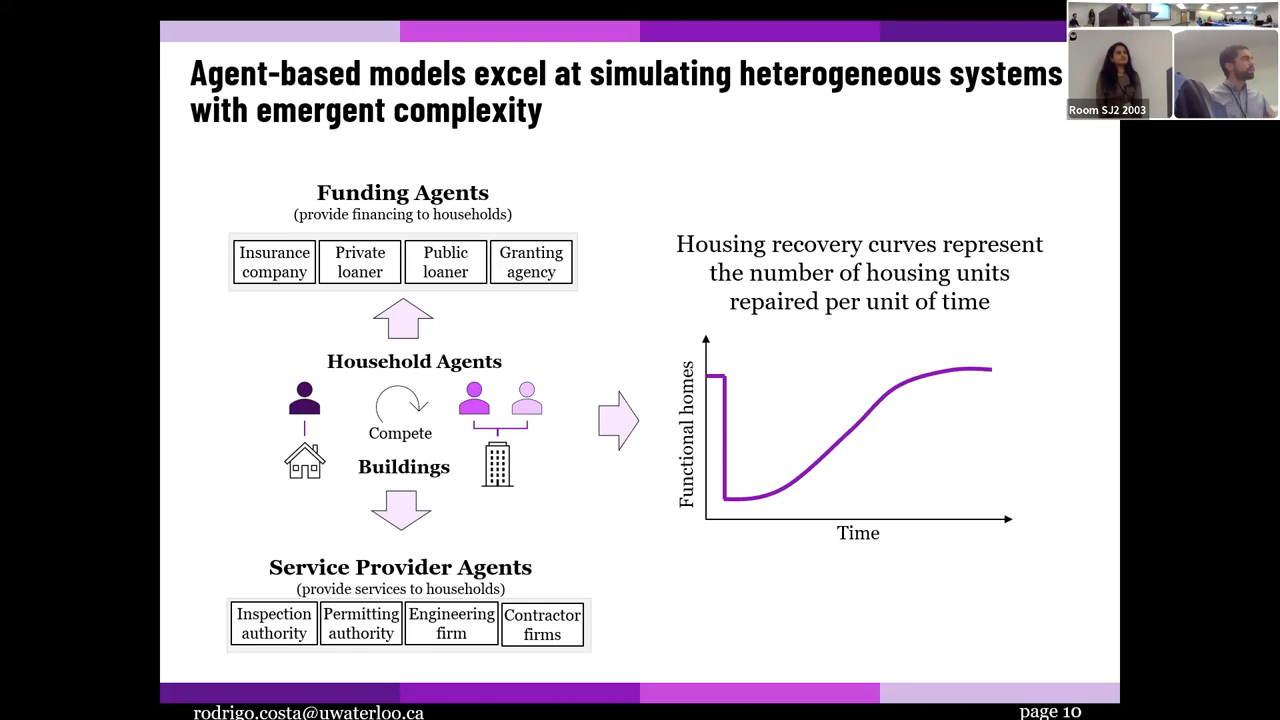 Agent-based models excel at simulating heterogeneous systems
with emergent complexity
Room SJ2 2003
Funding Agents
(provide financing to households)
Insurance company
Private loaner
Public loaner
Granting agency
Household Agents
Compete
Buildings
Service Provider Agents
(provide services to households)
Inspection authority
Permitting authority
Engineering firm
Contractor firms
Housing recovery curves represent
the number of housing units
repaired per unit of time
Functional homes
Time
rodrigo.costa@uwaterloo.ca
page 10